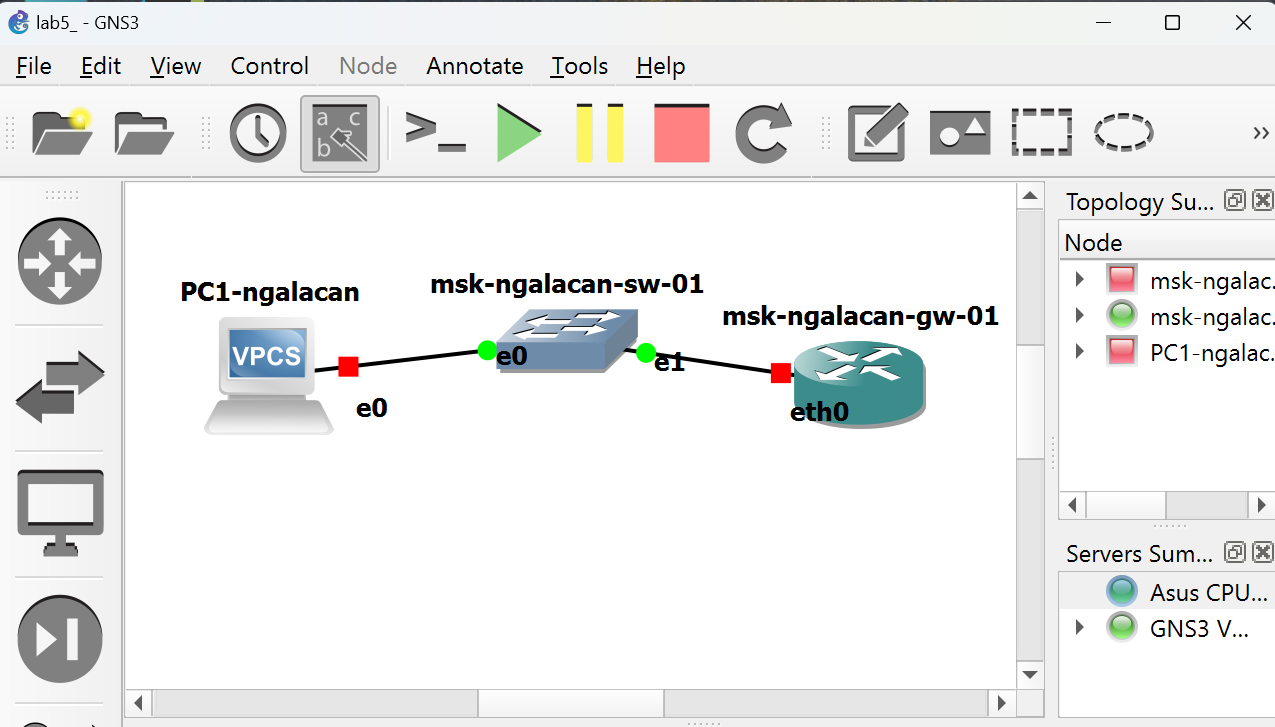 lab5_ - GNS3
File Edit View Control Node Annotate Tools Help
a c
b
>_
»
Topology Su...
Node
msk-ngalac.
msk-ngalac.
PC1-ngalac.
PC1-ngalacan
msk-ngalacan-sw-01
msk-ngalacan-gw-01
VPCS
e0
e1
e0
eth0
Servers Sum...
Asus CPU...
GNS3 V...